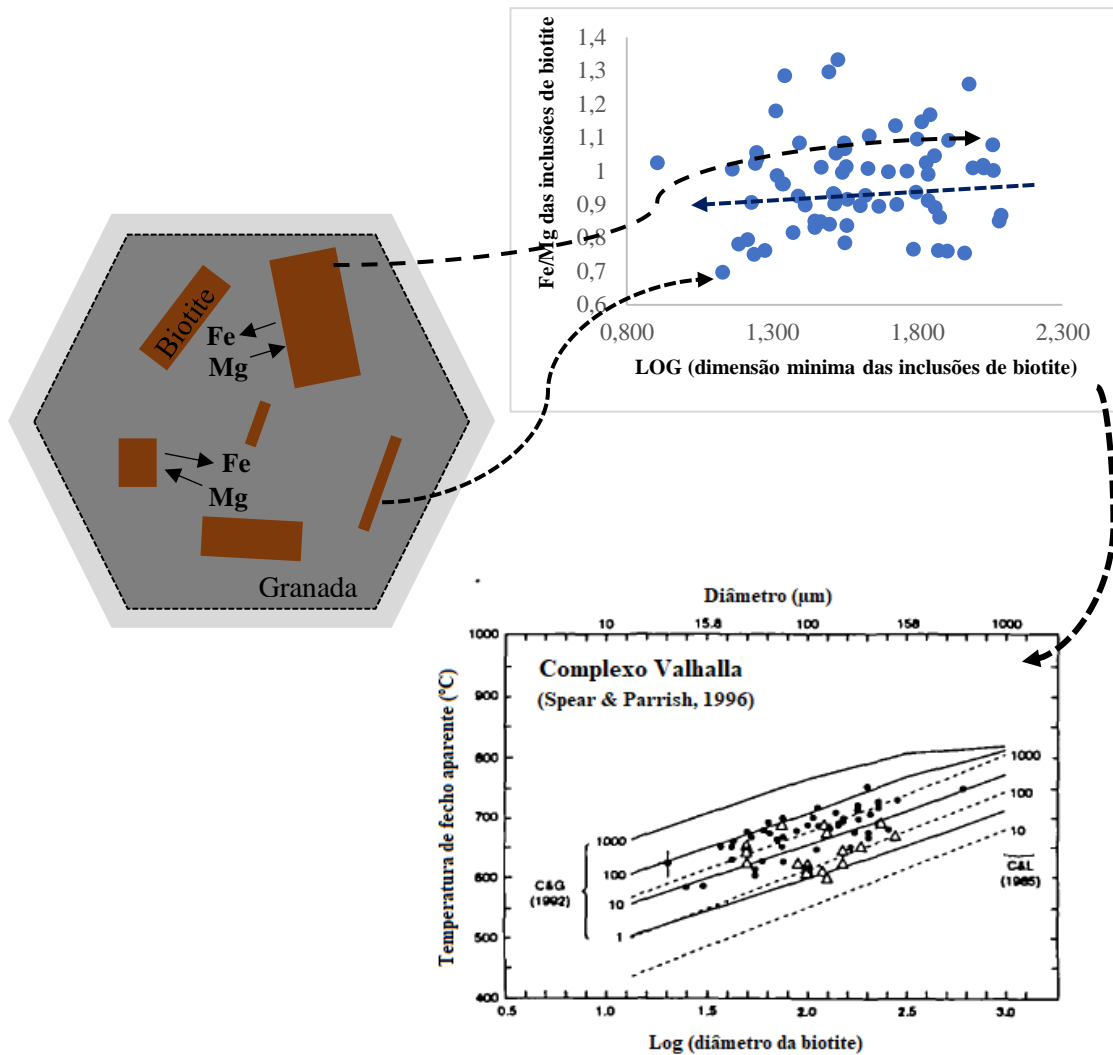 Biotite
Fe
Mg
Fe
Mg
Granada
Fe/Mg das inclusões de biotite
1,4
1,3
1,2
1,1
1
0,9
0,8
0,7
0,6
0,800
1,300
1,800
2,300
LOG (dimensão minima das inclusões de biotite)
Diâmetro (μm)
10
15.8
100
158
1000
Complexo Valhalla
(Spear & Parrish, 1996)
Temperatura de fecho aparente (°C)
1000
900
800
700
600
500
400
C&G
(1992)
1000
100
10
1
1000
100
10
C&L
(1985)
0.5
1.0
1.5
2.0
2.5
3.0
Log (diâmetro da biotite)